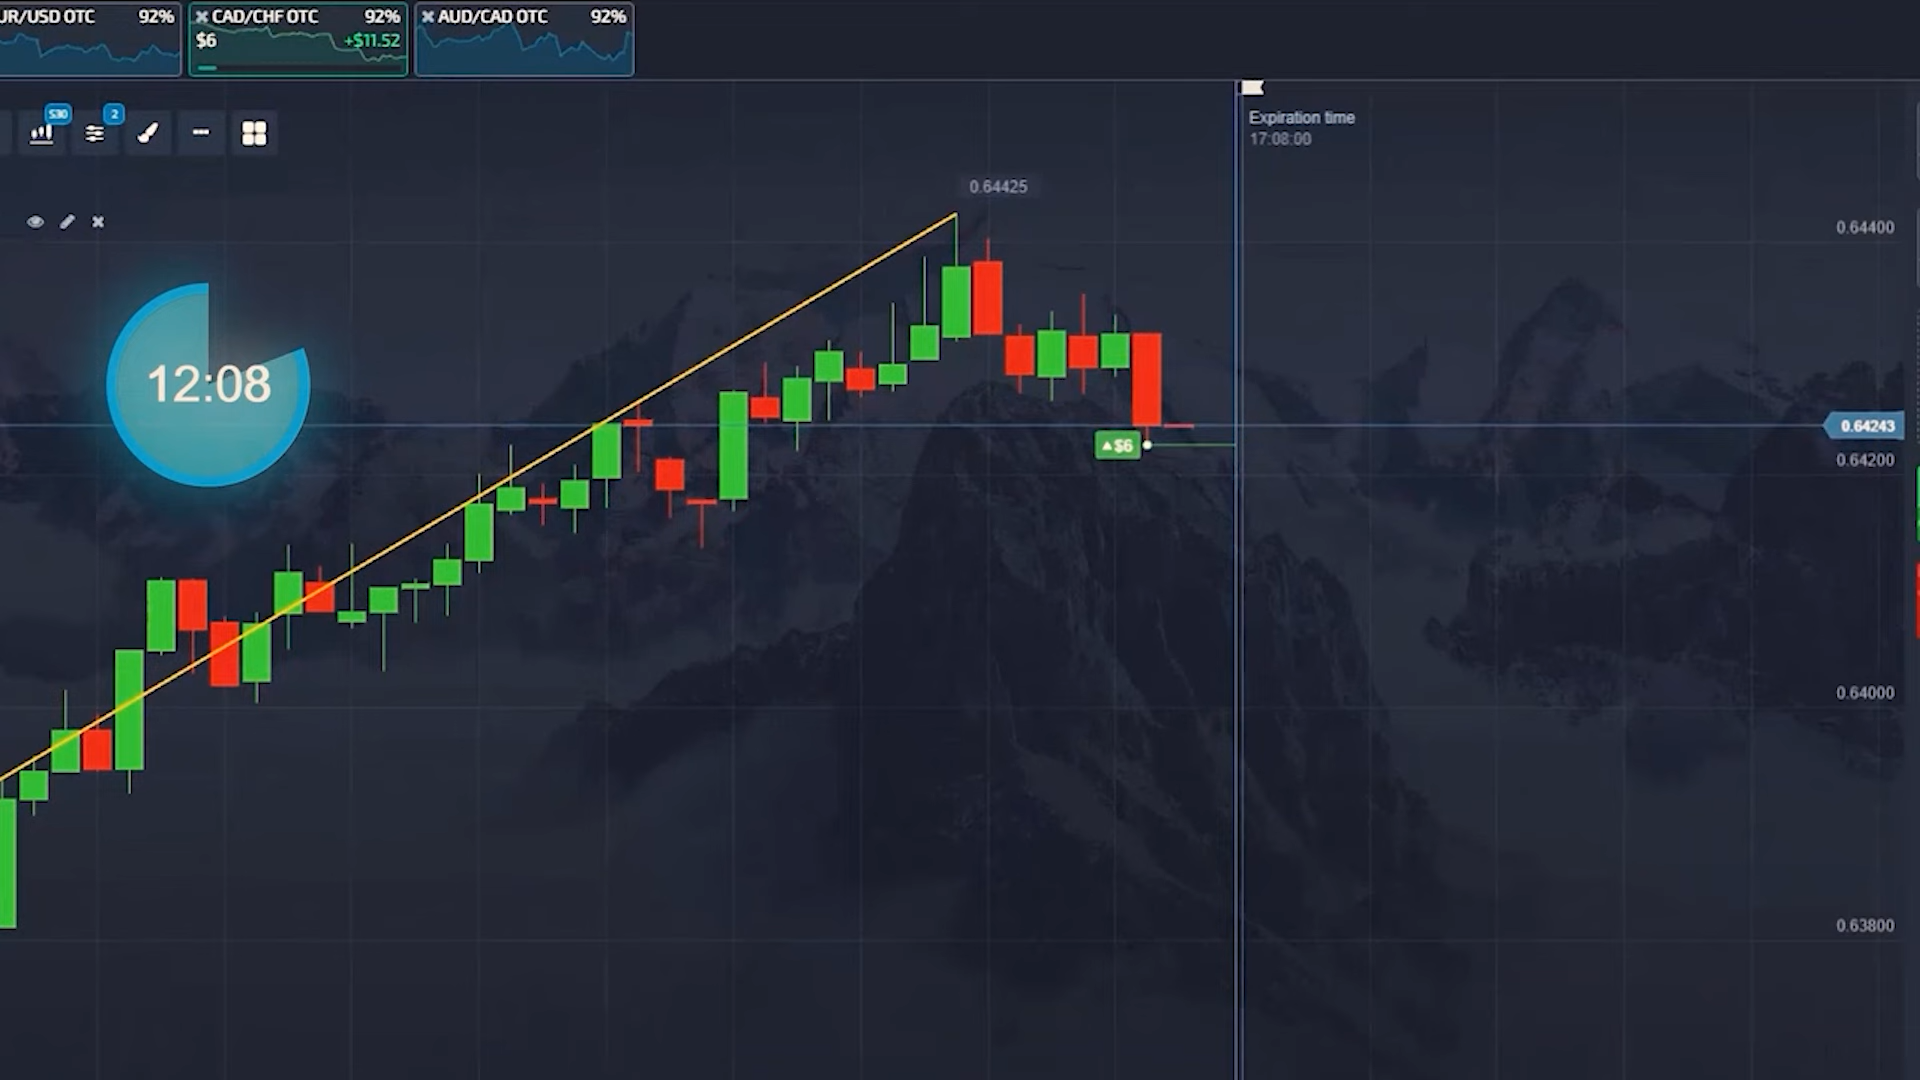 UR/USD OTC 92%
CAD/CHF OTC 92%
$6 +$11.52
AUD/CAD OTC 92%
S30
2
Expiration time
17:08:00
0.64425
0.64400
12:08
0.64243
$6
0.64200
0.64000
0.63800